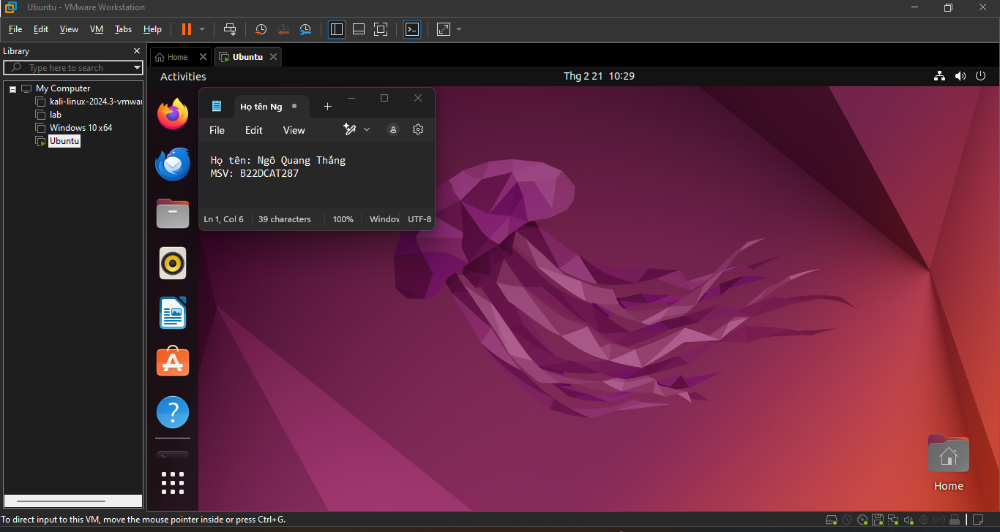 Ubuntu - VMware Workstation
File Edit View VM Tabs Help
Library
Type here to search
My Computer
kali-linux-2024.3-vmwar
lab
Windows 10 x64
Ubuntu
Home
Ubuntu
Activities
Thg 2 21 10:29
Họ tên Ng
File Edit View
Họ tên: Ngô Quang Thắng
MSV: B22DCAT287
Ln 1, Col 6 39 characters 100% Windov UTF-8
Home
To direct input to this VM, move the mouse pointer inside or press Ctrl+G.